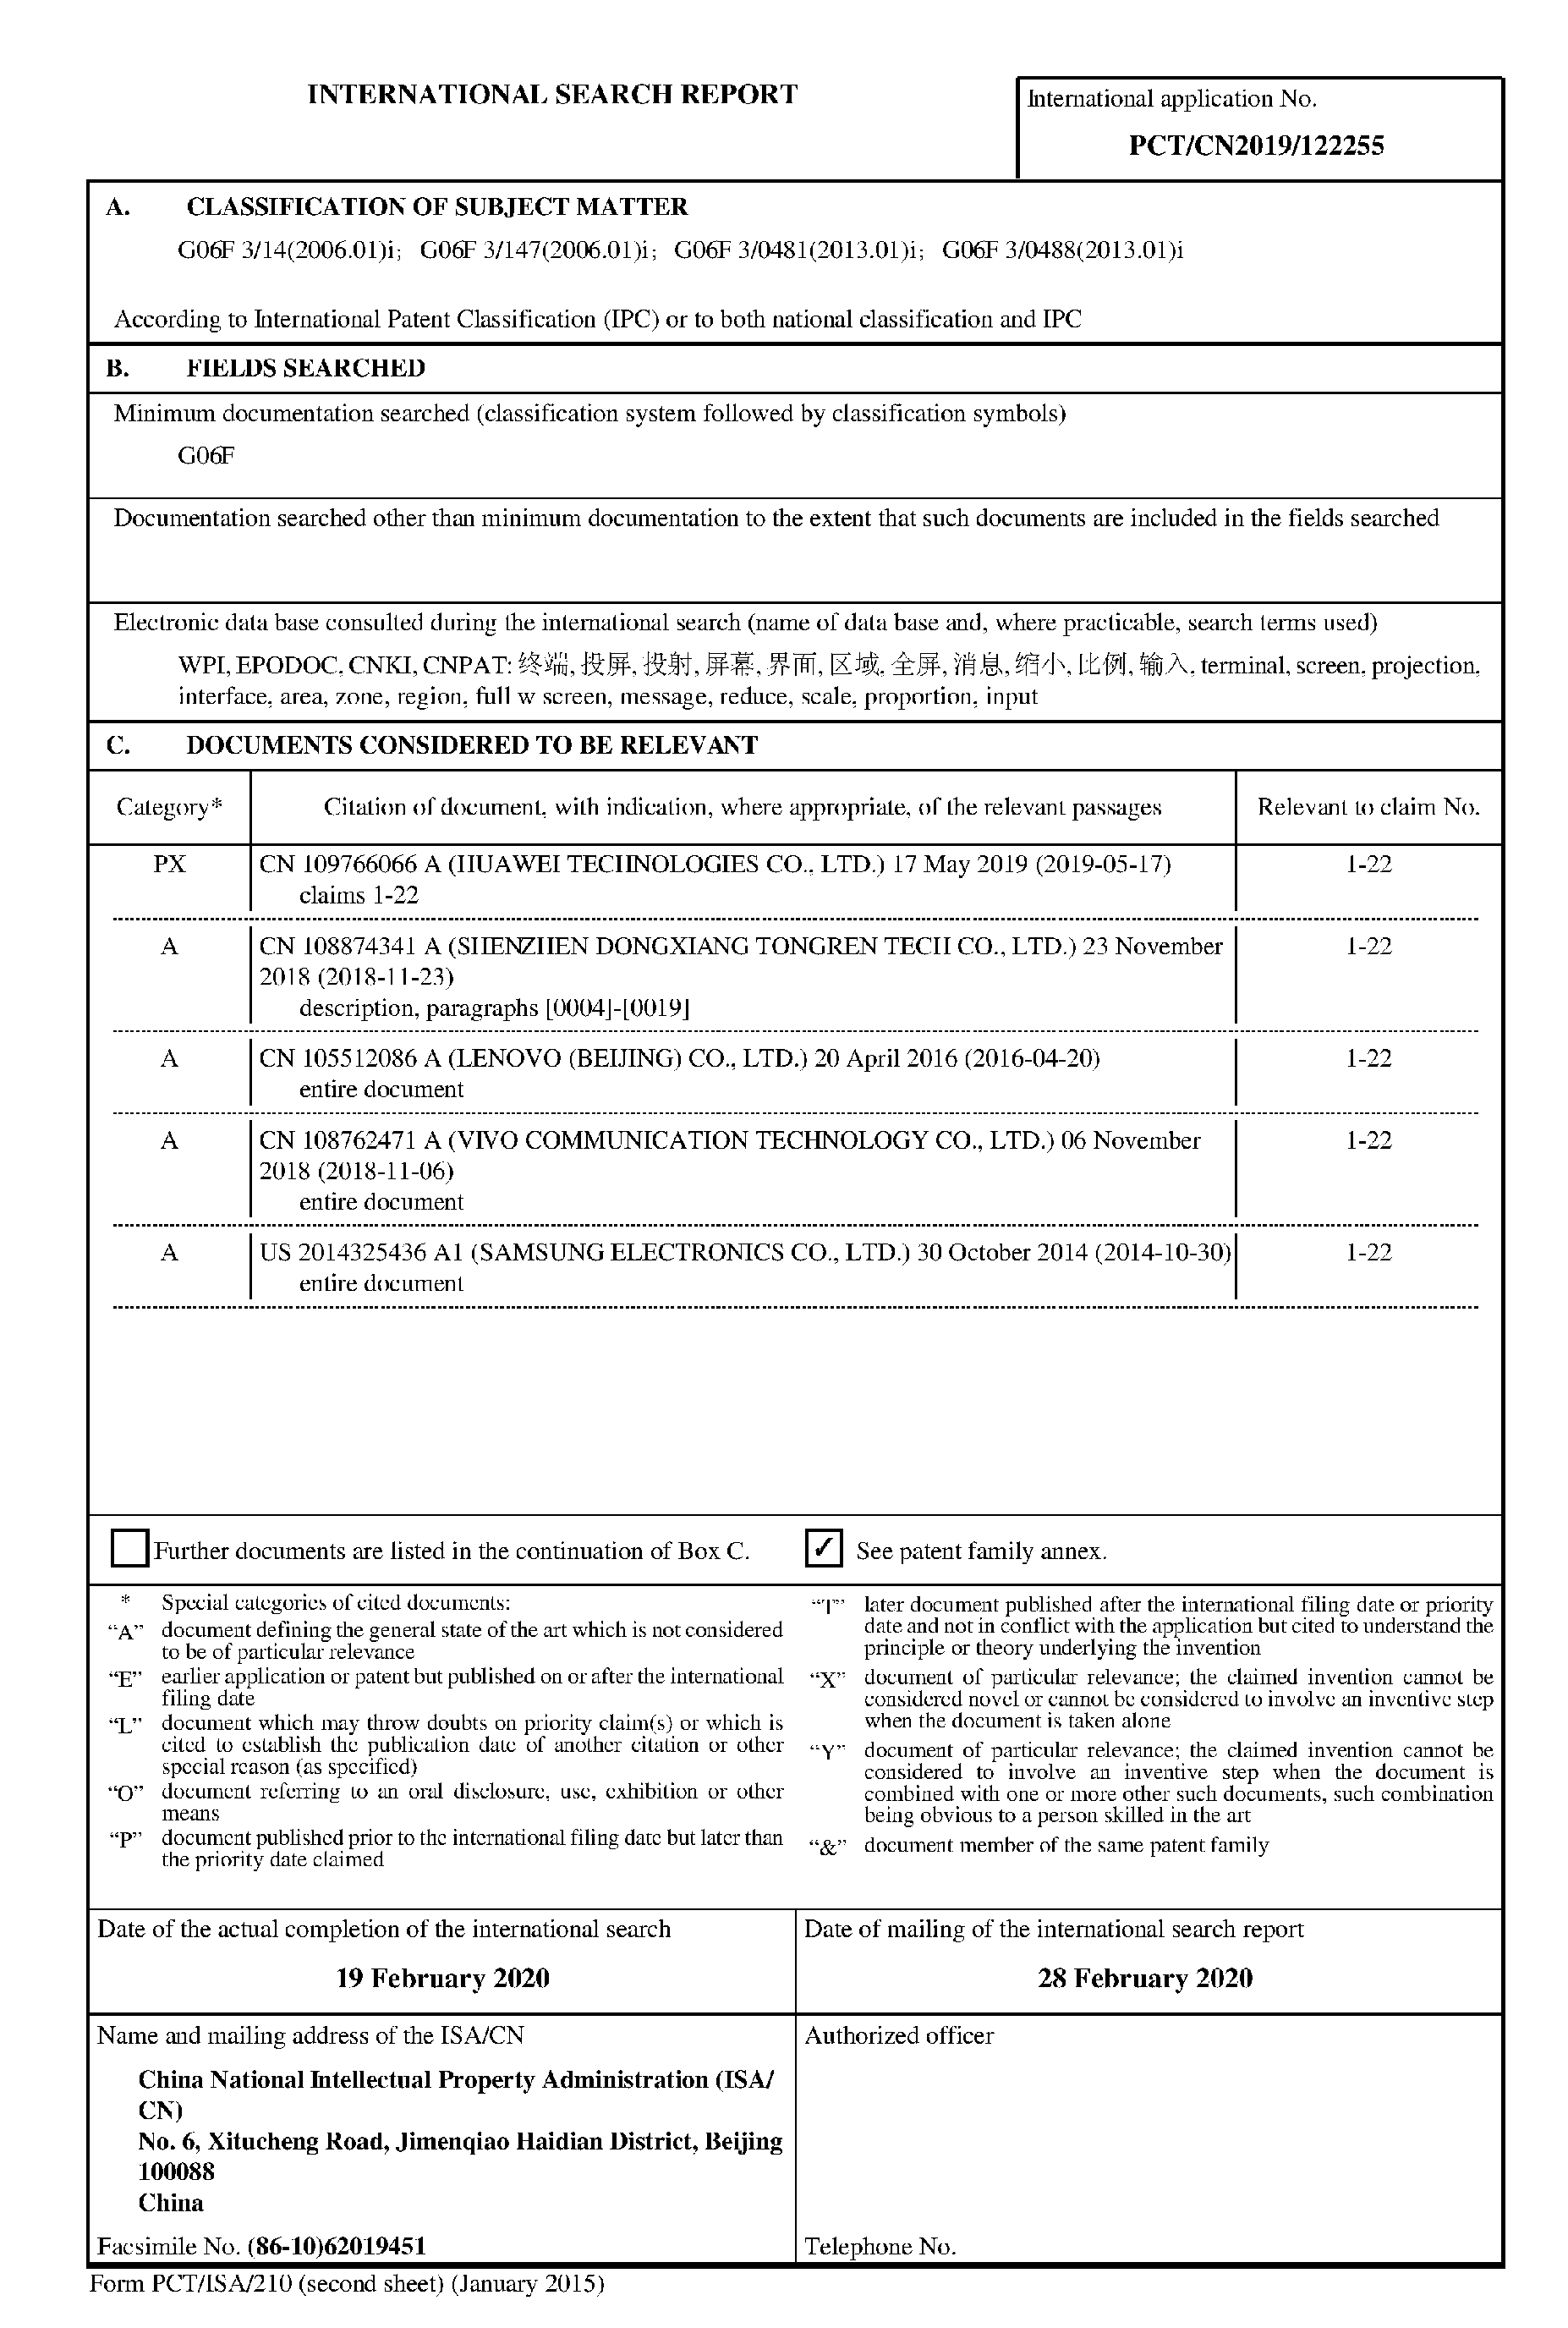 INTERNATIONAL SEARCH REPORT
International application No.
PCT/CN2019/122255
A. CLASSIFICATION OF SUBJECT MATTER
G06F 3/14(2006.01)i; G06F 3/147(2006.01)i; G06F 3/0481(2013.01)i; G06F 3/0488(2013.01)i
According to International Patent Classification (IPC) or to both national classification and IPC
B. FIELDS SEARCHED
Minimum documentation searched (classification system followed by classification symbols)
G06F
Documentation searched other than minimum documentation to the extent that such documents are included in the fields searched
Electronic data base consulted during the international search (name of data base and, where practicable, search terms used)
WPI, EPODOC, CNKI, CNPAT: 终端, 投屏, 投射, 屏幕, 界面, 区域, 全屏, 消息, 缩小, 比例, 输入, terminal, screen, projection,
interface, area, zone, region, full w screen, message, reduce, scale, proportion, input
C. DOCUMENTS CONSIDERED TO BE RELEVANT
Category* Citation of document, with indication, where appropriate, of the relevant passages Relevant to claim No.
PX CN 109766066 A (HUAWEI TECHNOLOGIES CO., LTD.) 17 May 2019 (2019-05-17) 1-22
claims 1-22
A CN 108874341 A (SHENZHEN DONGXIANG TONGREN TECH CO., LTD.) 23 November 1-22
2018 (2018-11-23)
description, paragraphs [0004]-[0019]
A CN 105512086 A (LENOVO (BEIJING) CO., LTD.) 20 April 2016 (2016-04-20) 1-22
entire document
A CN 108762471 A (VIVO COMMUNICATION TECHNOLOGY CO., LTD.) 06 November 1-22
2018 (2018-11-06)
entire document
A US 2014325436 A1 (SAMSUNG ELECTRONICS CO., LTD.) 30 October 2014 (2014-10-30) 1-22
entire document
Further documents are listed in the continuation of Box C.
✓ See patent family annex.
* Special categories of cited documents:
“A” document defining the general state of the art which is not considered
to be of particular relevance
“E” earlier application or patent but published on or after the international
filing date
“L” document which may throw doubts on priority claim(s) or which is
cited to establish the publication date of another citation or other
special reason (as specified)
“O” document referring to an oral disclosure, use, exhibition or other
means
“P” document published prior to the international filing date but later than
the priority date claimed
“T” later document published after the international filing date or priority
date and not in conflict with the application but cited to understand the
principle or theory underlying the invention
“X” document of particular relevance; the claimed invention cannot be
considered novel or cannot be considered to involve an inventive step
when the document is taken alone
“Y” document of particular relevance; the claimed invention cannot be
considered to involve an inventive step when the document is
combined with one or more other such documents, such combination
being obvious to a person skilled in the art
“&” document member of the same patent family
Date of the actual completion of the international search
19 February 2020
Date of mailing of the international search report
28 February 2020
Name and mailing address of the ISA/CN
China National Intellectual Property Administration (ISA/
CN)
No. 6, Xitucheng Road, Jimenqiao Haidian District, Beijing
100088
China
Facsimile No. (86-10)62019451
Authorized officer
Telephone No.
Form PCT/ISA/210 (second sheet) (January 2015)